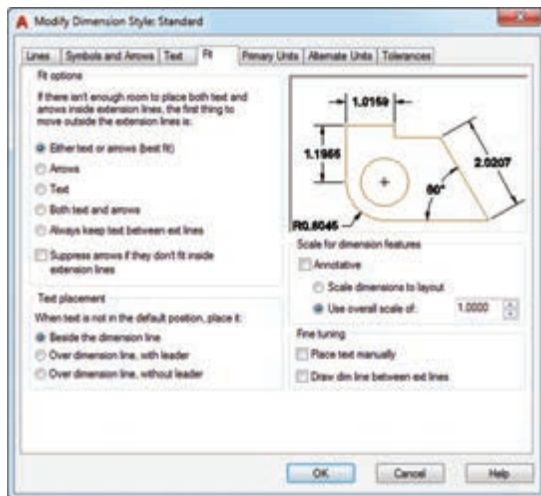 A Modify Dimension Style: Standard
Lines Symbols and Arrows Text Fit Primary Units Alternate Units Tolerances
Fit options
If there isn't enough room to place both text and
arrows inside extension lines, the first thing to
move outside the extension lines is:
Either text or arrows (best fit)
Arrows
Text
Both text and arrows
Always keep text between ext lines
Suppress arrows if they don't fit inside
extension lines
Text placement
When text is not in the default position, place it:
Beside the dimension line
Over dimension line, with leader
Over dimension line, without leader
1.0159
1.1955
2.0207
60°
R0.8045
Scale for dimension features
Annotative
Scale dimensions to layout
Use overall scale of: 1.0000
Fine tuning
Place text manually
Draw dim line between ext lines
OK Cancel Help